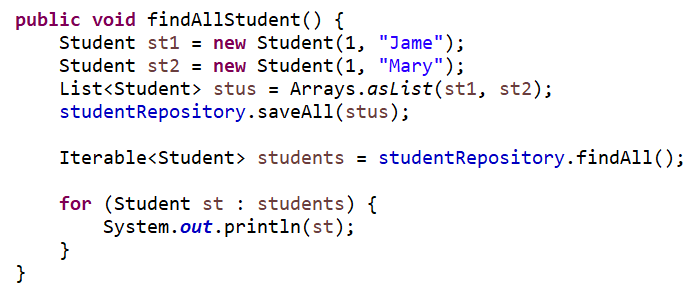 public void findAllStudent() {
    Student st1 = new Student(1, "Jame");
    Student st2 = new Student(1, "Mary");
    List<Student> stus = Arrays.asList(st1, st2);
    studentRepository.saveAll(stus);

    Iterable<Student> students = studentRepository.findAll();

    for (Student st : students) {
        System.out.println(st);
    }
}